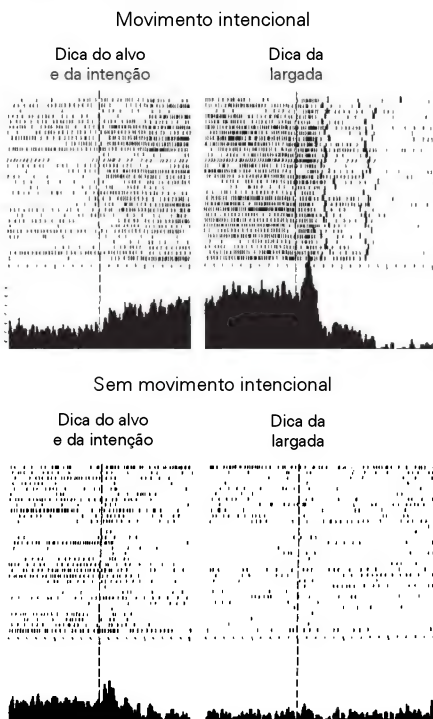 Movimento intencional
Dica do alvo
e da intenção
Dica da
largada
Sem movimento intencional
Dica do alvo
e da intenção
Dica da
largada